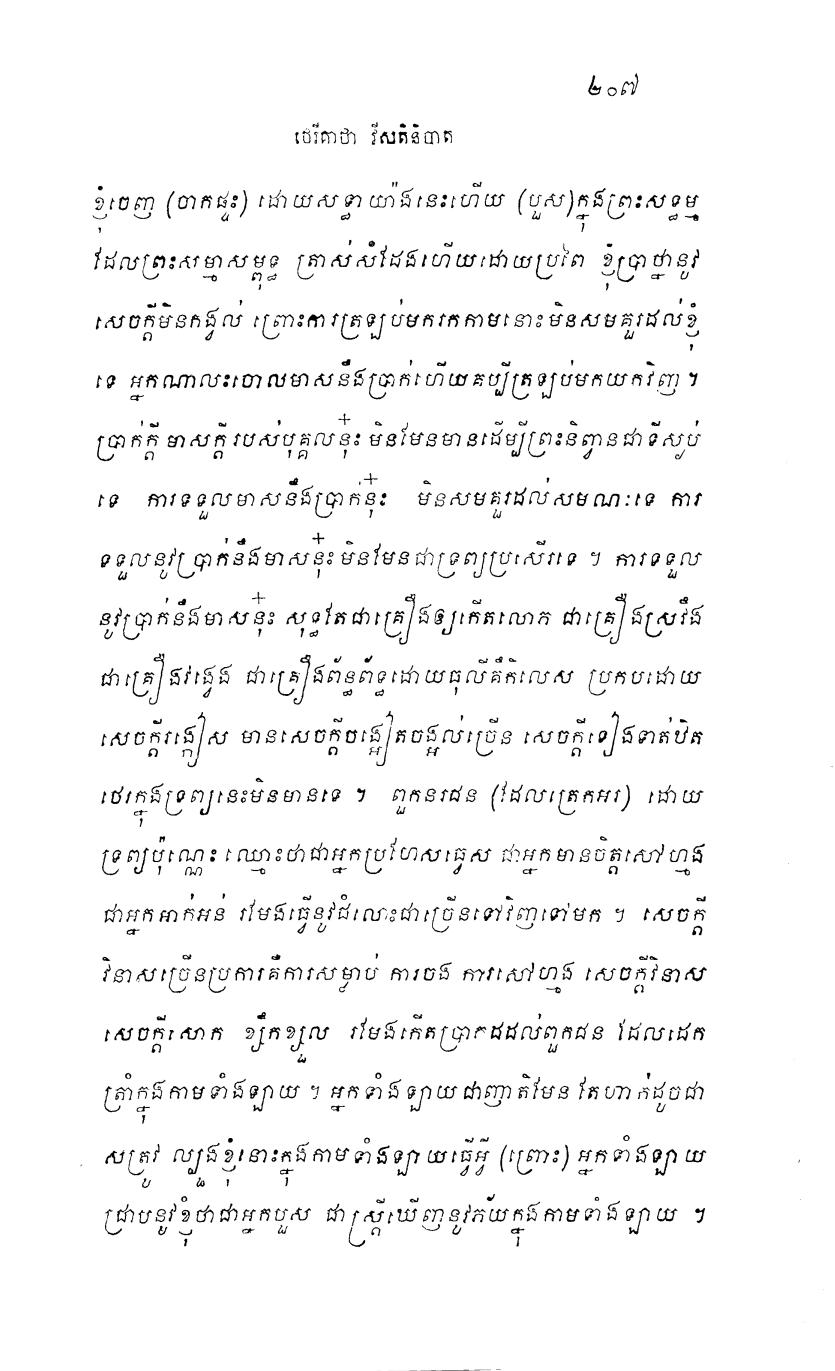 ២០៧
ថេរីគាថា វីសតិនិបាត
ខ្ញុំចេញ (ចាកផ្ទះ) ដោយសទ្ធាយ៉ាងនេះហើយ (បួស)ក្នុងព្រះសទ្ធម្ម
ដែលព្រះសម្មាសម្ពុទ្ធ ត្រាស់សំដែងហើយដោយប្រពៃ ខ្ញុំប្រាថ្នានូវ
សេចក្តីមិនកង្វល់ ព្រោះការត្រឡប់មករកកាមនោះមិនសមគួរដល់ខ្ញុំ
ទេ អ្នកណាលះចោលមាសនឹងប្រាក់ហើយគប្បីត្រឡប់មកយកវិញ ។
ប្រាក់ក្តី មាសក្តី របស់បុគ្គលនុ៎ះ មិនមែនមានដើម្បីព្រះនិព្វានជាទីស្ងប់
ទេ ការទទួលមាសនឹងប្រាក់នុ៎ះ មិនសមគួរដល់សមណៈទេ ការ
ទទួលនូវប្រាក់នឹងមាសនុ៎ះ មិនមែនជាទ្រព្យប្រសើរទេ ។ ការទទួល
នូវប្រាក់នឹងមាសនុ៎ះ សុទ្ធតែជាគ្រឿងឲ្យកើតលោភ ជាគ្រឿងស្រវឹង
ជាគ្រឿងវង្វេង ជាគ្រឿងព័ន្ធព័ទ្ធដោយធុលីគឺកិលេស ប្រកបដោយ
សេចក្តីរង្កៀស មានសេចក្តីចង្អៀតចង្អល់ច្រើន សេចក្តីទៀងទាត់ឋិត
ថេរក្នុងទ្រព្យនេះមិនមានទេ ។ ពួកនរជន (ដែលត្រេកអរ) ដោយ
ទ្រព្យប៉ុណ្ណេះ ឈ្មោះថាជាអ្នកប្រហែសធ្វេស ជាអ្នកមានចិត្តសៅហ្មង
ជាអ្នកអាក់អន់ រមែងធ្វើនូវជំលោះជាច្រើនទៅវិញទៅមក ។ សេចក្តី
វិនាសច្រើនប្រការគឺការសម្លាប់ ការចង ការសៅហ្មង សេចក្តីវិនាស
សេចក្តីសោក ខ្សឹកខ្សួល រមែងកើតប្រាកដដល់ពួកជន ដែលដេក
ត្រាំក្នុងកាមទាំងឡាយ ។ អ្នកទាំងឡាយជាញាតិមែន តែហាក់ដូចជា
សត្រូវ ល្បួងខ្ញុំនោះក្នុងកាមទាំងឡាយធ្វើអ្វី (ព្រោះ) អ្នកទាំងឡាយ
ជ្រាបនូវខ្ញុំថាជាអ្នកបួស ជាស្ត្រីឃើញនូវភ័យក្នុងកាមទាំងឡាយ ។